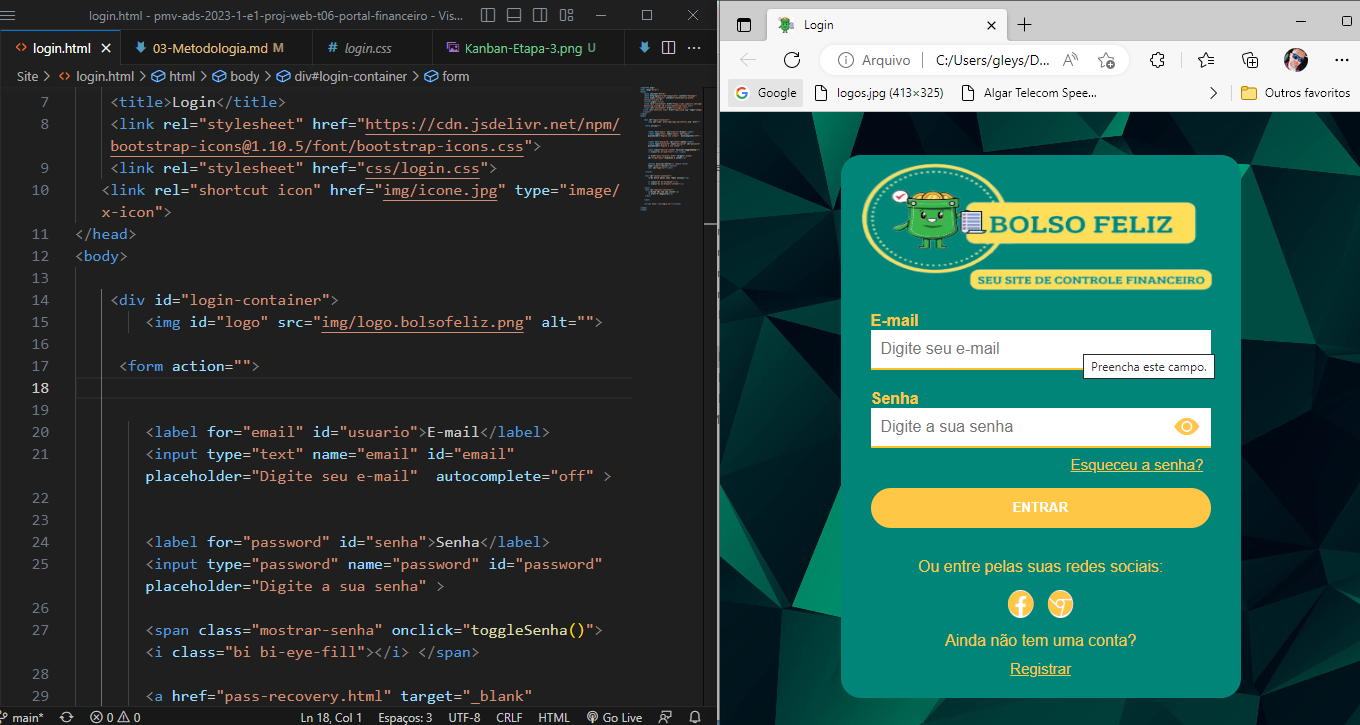 login.html - pmv-ads-2023-1-e1-proj-web-t06-portal-financeiro - Vis...
login.html
03-Metodologia.md M
login.css
Kanban-Etapa-3.png U
Site > login.html > html > body > div#login-container > form
7 <title>Login</title>
8 <link rel="stylesheet" href="https://cdn.jsdelivr.net/npm/
bootstrap-icons@1.10.5/font/bootstrap-icons.css">
9 <link rel="stylesheet" href="css/login.css">
10 <link rel="shortcut icon" href="img/icone.jpg" type="image/
x-icon">
11 </head>
12 <body>
13
14 <div id="login-container">
15 <img id="logo" src="img/logo.bolsofeliz.png" alt="">
16
17 <form action="">
18
19
20 <label for="email" id="usuario">E-mail</label>
21 <input type="text" name="email" id="email"
placeholder="Digite seu e-mail"  autocomplete="off" >
22
23
24 <label for="password" id="senha">Senha</label>
25 <input type="password" name="password" id="password"
placeholder="Digite a sua senha" >
26
27 <span class="mostrar-senha" onclick="toggleSenha()">
<i class="bi bi-eye-fill"></i> </span>
28
29 <a href="pass-recovery.html" target="_blank"
main*
0 0
Ln 18, Col 1
Espaços: 3
UTF-8
CRLF
HTML
Go Live
Login
Arquivo
C:/Users/gleys/D...
Google
logos.jpg (413×325)
Algar Telecom Spee...
Outros favoritos
BOLSO FELIZ
SEU SITE DE CONTROLE FINANCEIRO
E-mail
Digite seu e-mail
Preencha este campo.
Senha
Digite a sua senha
Esqueceu a senha?
ENTRAR
Ou entre pelas suas redes sociais:
Ainda não tem uma conta?
Registrar